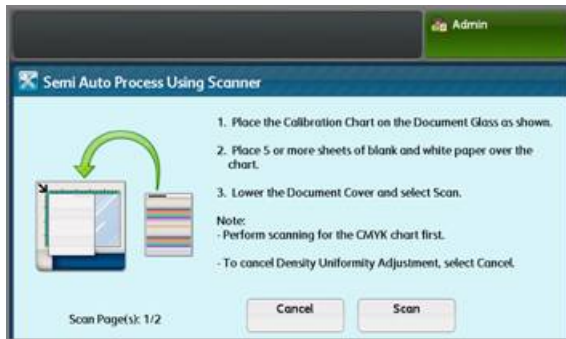 Admin
Semi Auto Process Using Scanner
1. Place the Calibration Chart on the Document Glass as shown.
2. Place 5 or more sheets of blank and white paper over the
chart.
3. Lower the Document Cover and select Scan.
Note:
- Perform scanning for the CMYK chart first.
- To cancel Density Uniformity Adjustment, select Cancel.
Scan Page(s): 1/2
Cancel
Scan